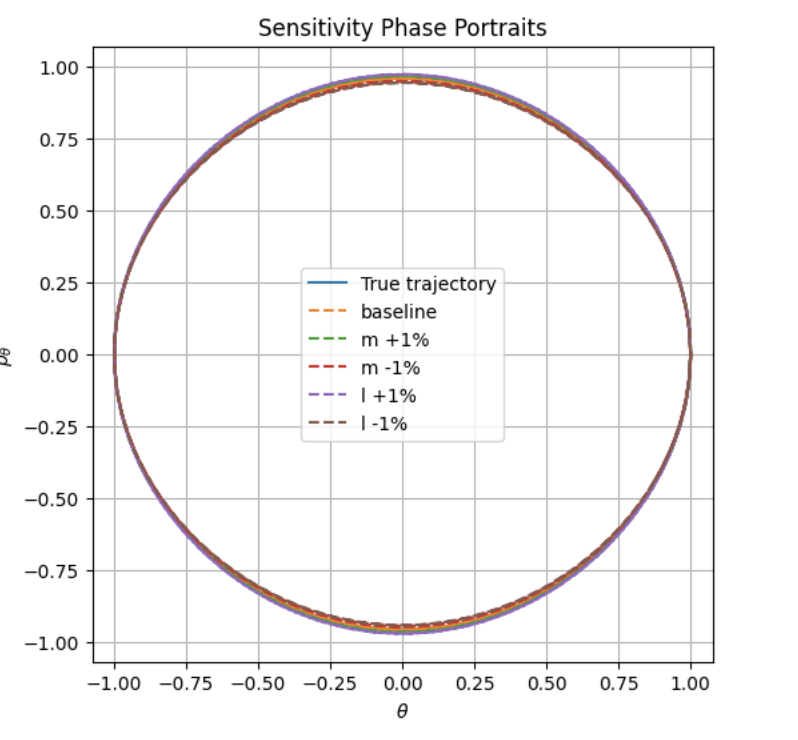 Sensitivity Phase Portraits
1.00
0.75
0.50
0.25
0.00
−0.25
−0.50
−0.75
−1.00
pθ
True trajectory
baseline
m +1%
m -1%
l +1%
l -1%
−1.00 −0.75 −0.50 −0.25 0.00 0.25 0.50 0.75 1.00
θ